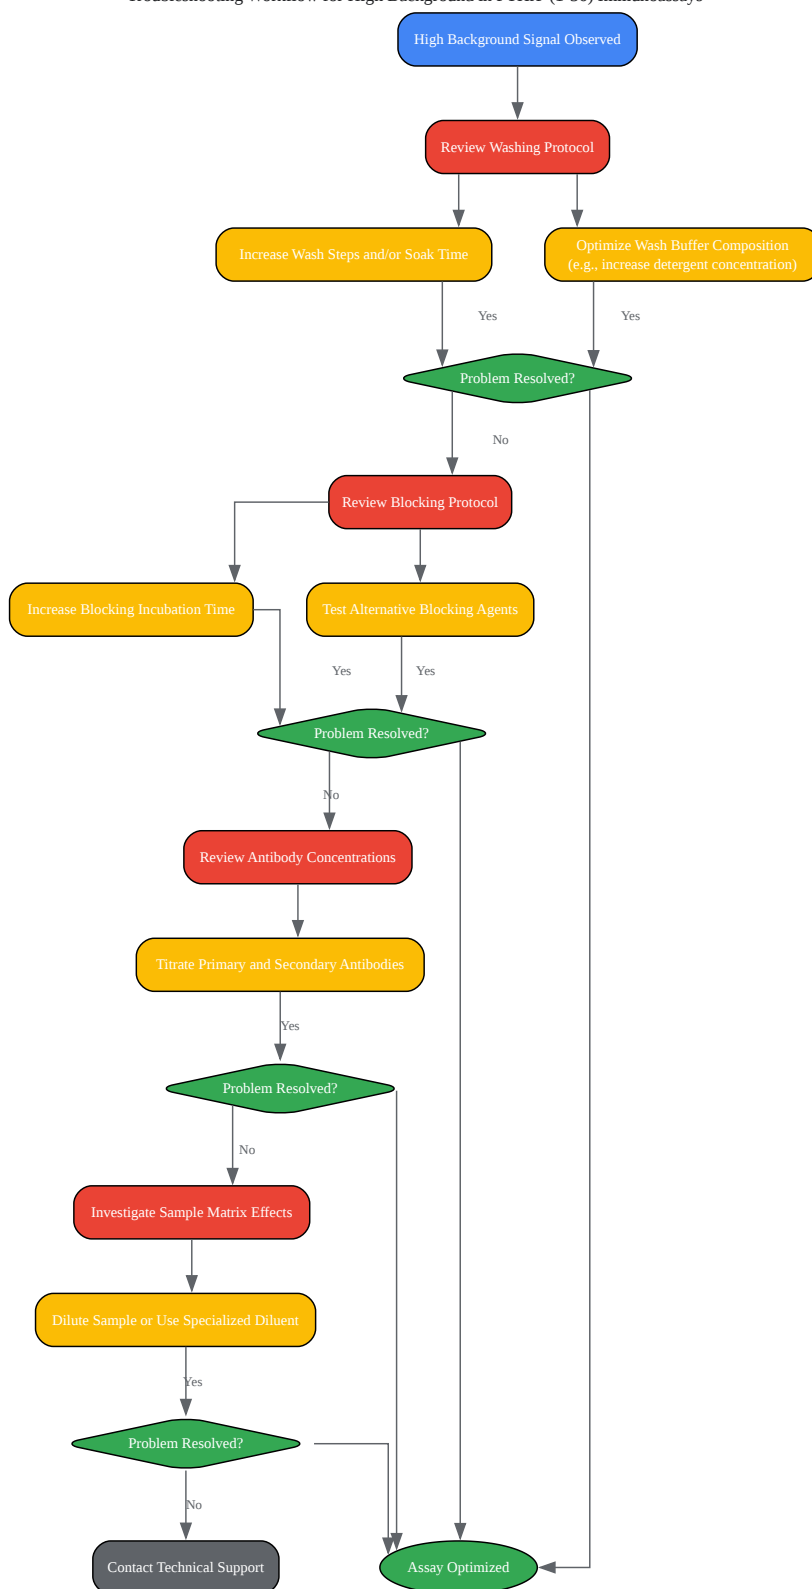 High Background Signal Observed
Review Washing Protocol
Increase Wash Steps and/or Soak Time
Optimize Wash Buffer Composition
(e.g., increase detergent concentration)
Yes
Yes
Problem Resolved?
No
Review Blocking Protocol
Increase Blocking Incubation Time
Test Alternative Blocking Agents
Yes
Yes
Problem Resolved?
No
Review Antibody Concentrations
Titrate Primary and Secondary Antibodies
Yes
Problem Resolved?
No
Investigate Sample Matrix Effects
Dilute Sample or Use Specialized Diluent
Yes
Problem Resolved?
No
Contact Technical Support
Assay Optimized